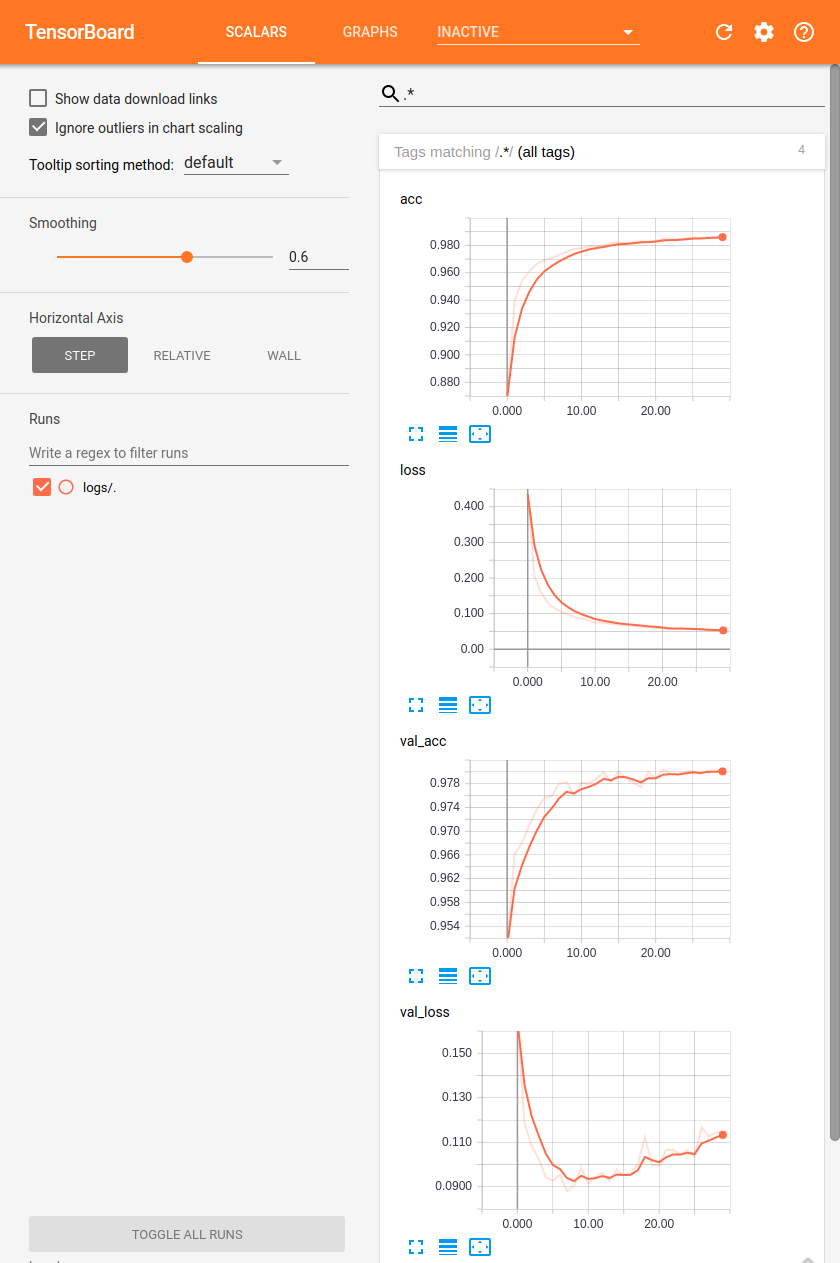 TensorBoard SCALARS GRAPHS INACTIVE
Show data download links
Ignore outliers in chart scaling
Tooltip sorting method: default
Smoothing
0.6
Horizontal Axis
STEP RELATIVE WALL
Runs
Write a regex to filter runs
logs/.
TOGGLE ALL RUNS
.*
Tags matching /.*/ (all tags) 4
acc
0.980
0.960
0.940
0.920
0.900
0.880
0.000 10.00 20.00
loss
0.400
0.300
0.200
0.100
0.00
0.000 10.00 20.00
val_acc
0.978
0.974
0.970
0.966
0.962
0.958
0.954
0.000 10.00 20.00
val_loss
0.150
0.130
0.110
0.0900
0.000 10.00 20.00